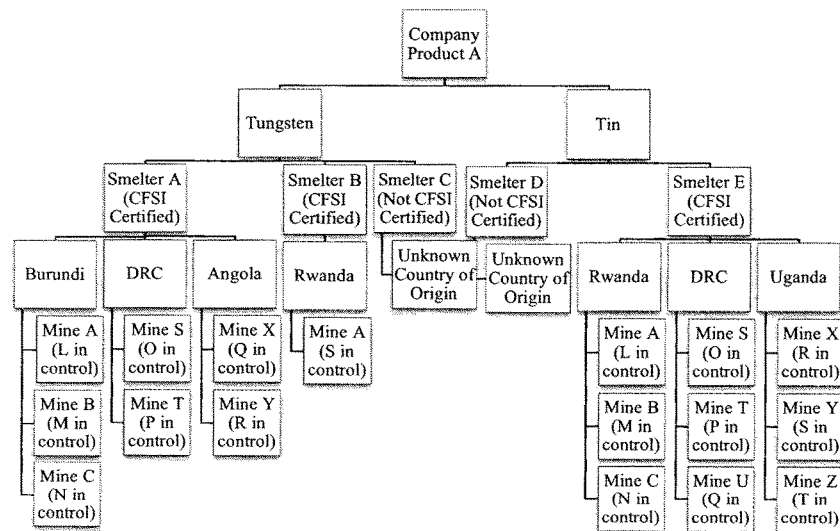 Company
Product A
Tungsten
Tin
Smelter A
(CFSI
Certified)
Smelter B
(CFSI
Certified)
Smelter C
(Not CFSI
Certified)
Smelter D
(Not CFSI
Certified)
Smelter E
(CFSI
Certified)
Burundi
DRC
Angola
Rwanda
Unknown
Country of
Origin
Unknown
Country of
Origin
Rwanda
DRC
Uganda
Mine A
(L in
control)
Mine S
(O in
control)
Mine X
(Q in
control)
Mine A
(S in
control)
Mine A
(L in
control)
Mine S
(O in
control)
Mine X
(R in
control)
Mine B
(M in
control)
Mine T
(P in
control)
Mine Y
(R in
control)
Mine B
(M in
control)
Mine T
(P in
control)
Mine Y
(S in
control)
Mine C
(N in
control)
Mine C
(N in
control)
Mine U
(Q in
control)
Mine Z
(T in
control)